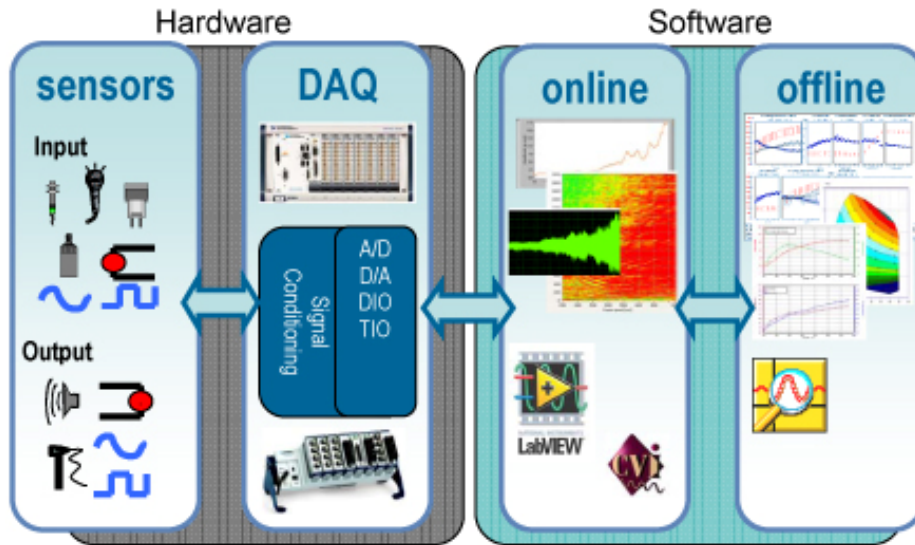 Hardware
Software
sensors
DAQ
online
offline
Input
Output
Signal
Conditioning
A/D
D/A
DIO
TIO
LabVIEW
CVi